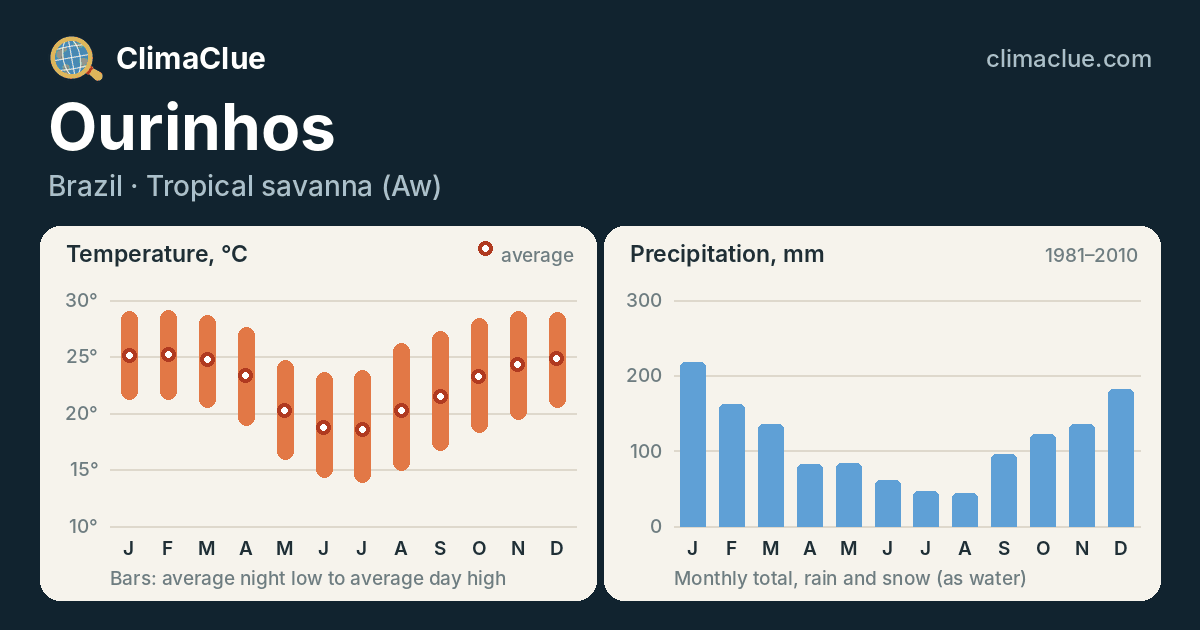 ClimaClue
climaclue.com
Ourinhos
Brazil · Tropical savanna (Aw)
Temperature, °C
average
30°
25°
20°
15°
10°
J F M A M J J A S O N D
Bars: average night low to average day high
Precipitation, mm
1981–2010
300
200
100
0
J F M A M J J A S O N D
Monthly total, rain and snow (as water)